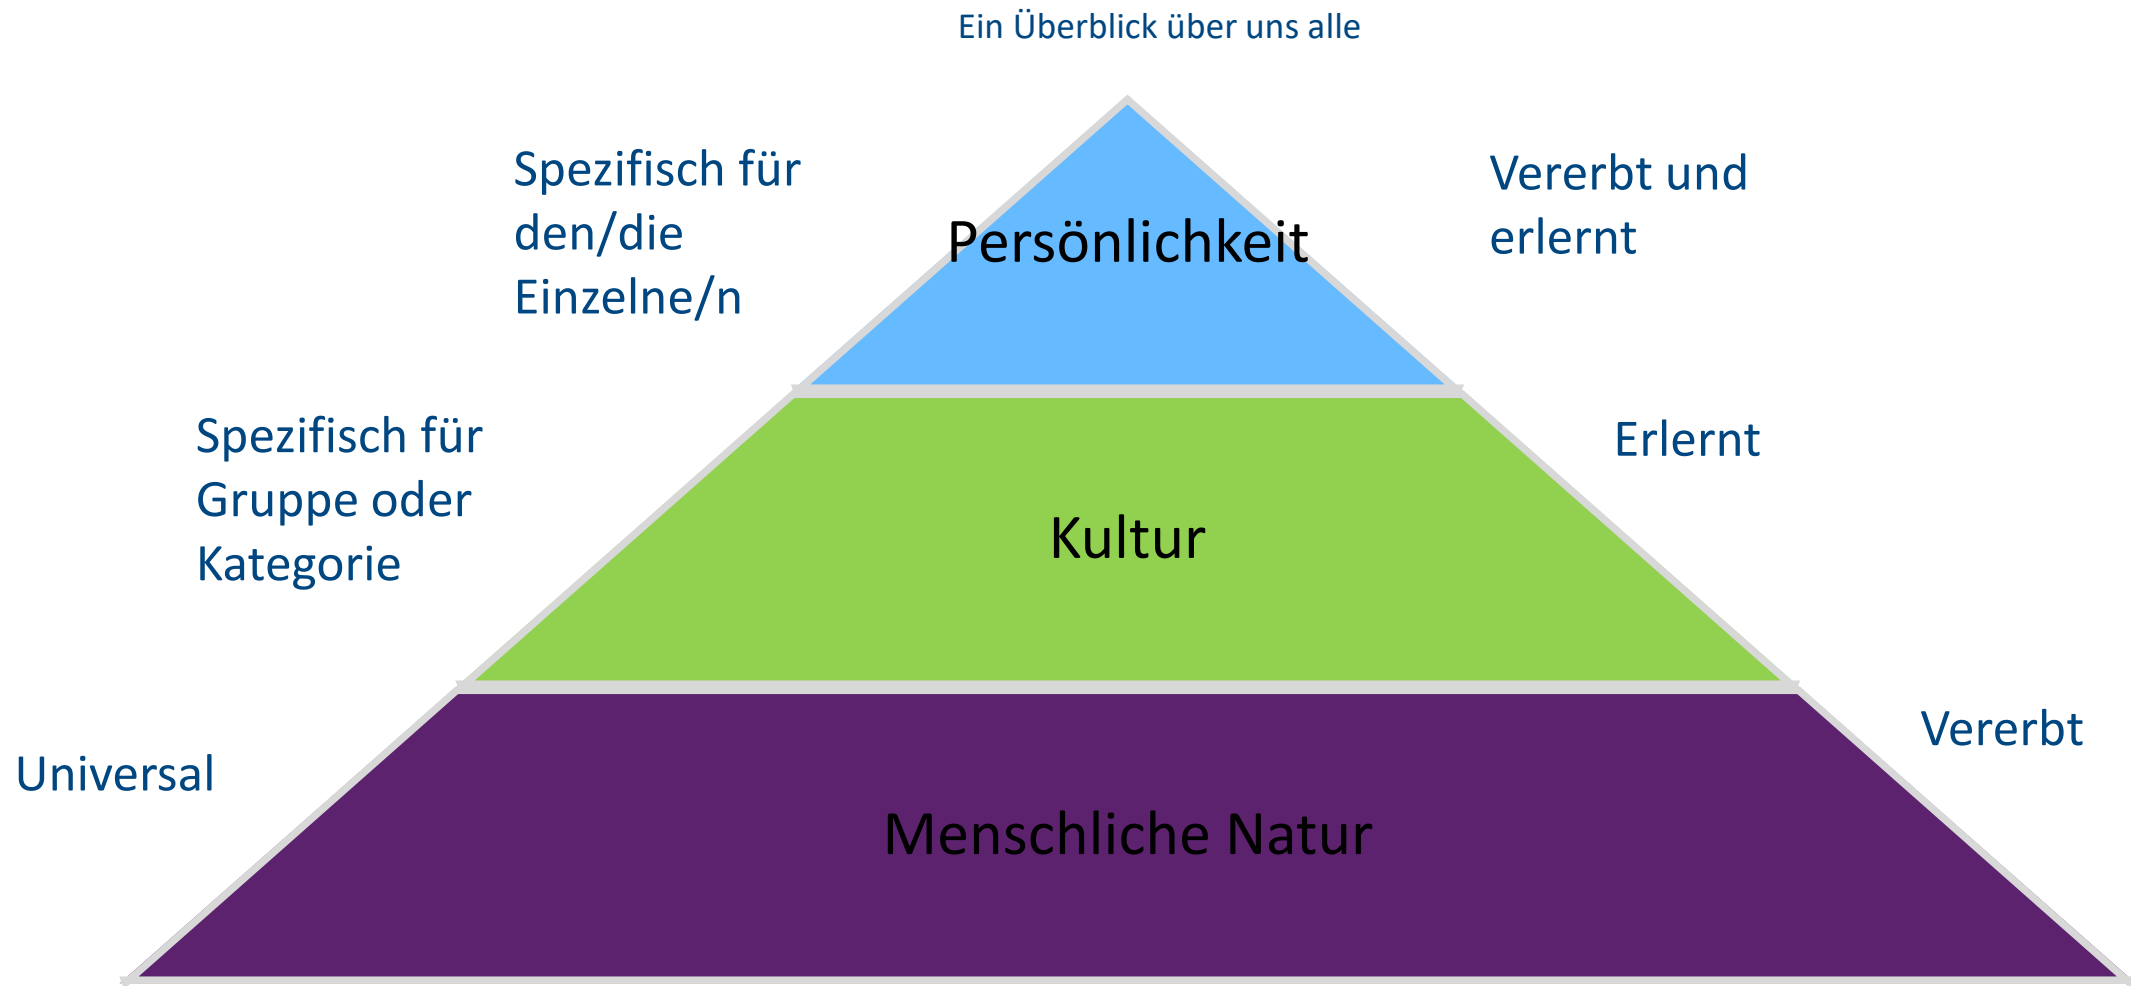 Ein Überblick über uns alle
Spezifisch für
den/die
Einzelne/n
Persönlichkeit
Vererbt und
erlernt
Spezifisch für
Gruppe oder
Kategorie
Kultur
Erlernt
Universal
Menschliche Natur
Vererbt